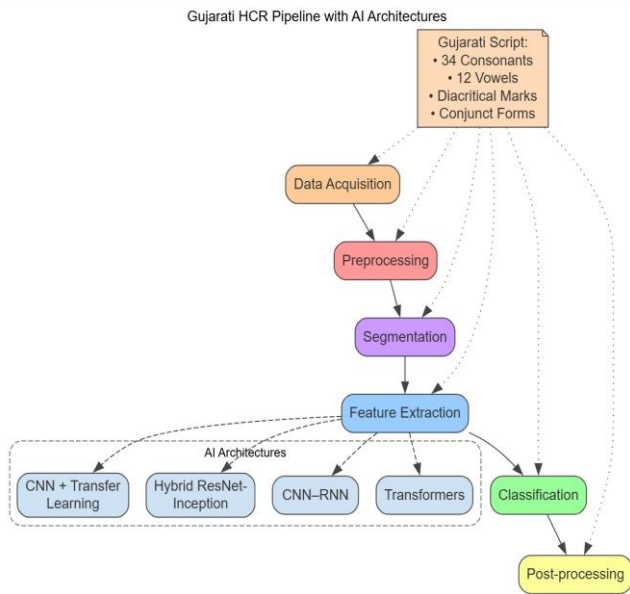 Gujarati HCR Pipeline with AI Architectures
Gujarati Script:
• 34 Consonants
• 12 Vowels
• Diacritical Marks
• Conjunct Forms
Data Acquisition
Preprocessing
Segmentation
Feature Extraction
AI Architectures
CNN + Transfer
Learning
Hybrid ResNet-
Inception
CNN–RNN
Transformers
Classification
Post-processing